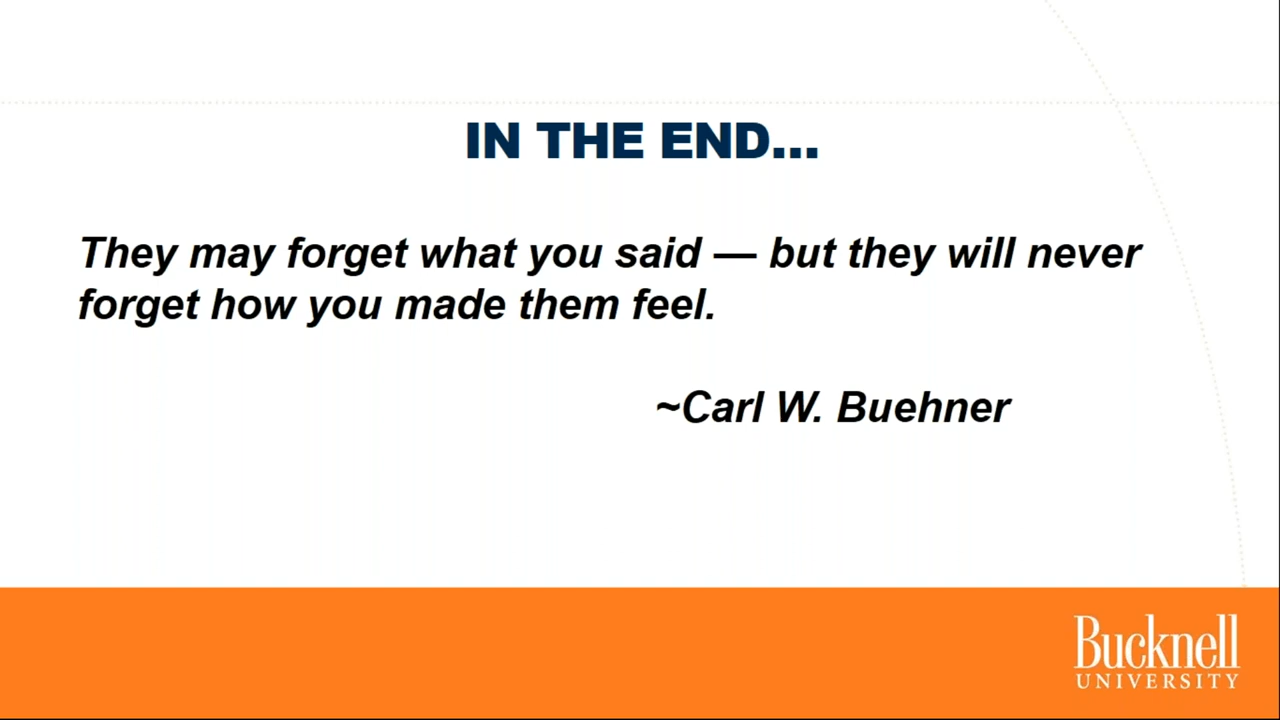 IN THE END...
They may forget what you said — but they will never
forget how you made them feel.
~Carl W. Buehner
Bucknell
UNIVERSITY